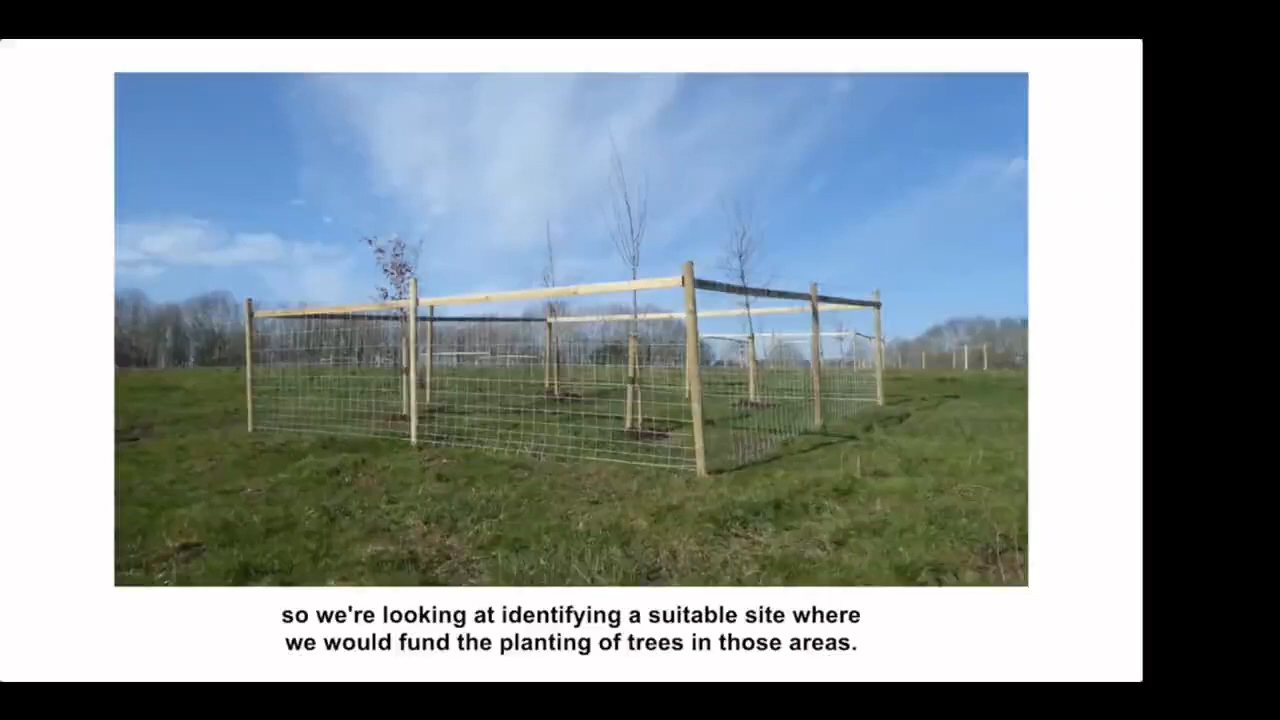 so we're looking at identifying a suitable site where
we would fund the planting of trees in those areas.